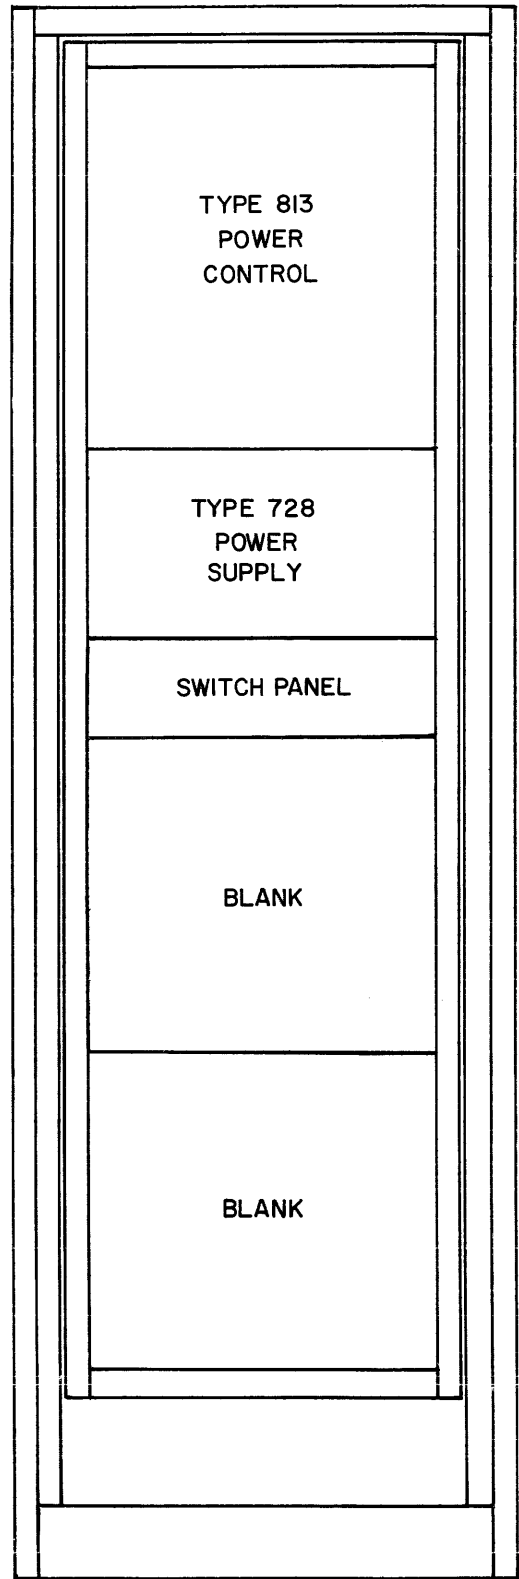 TYPE 813
POWER
CONTROL
TYPE 728
POWER
SUPPLY
SWITCH PANEL
BLANK
BLANK